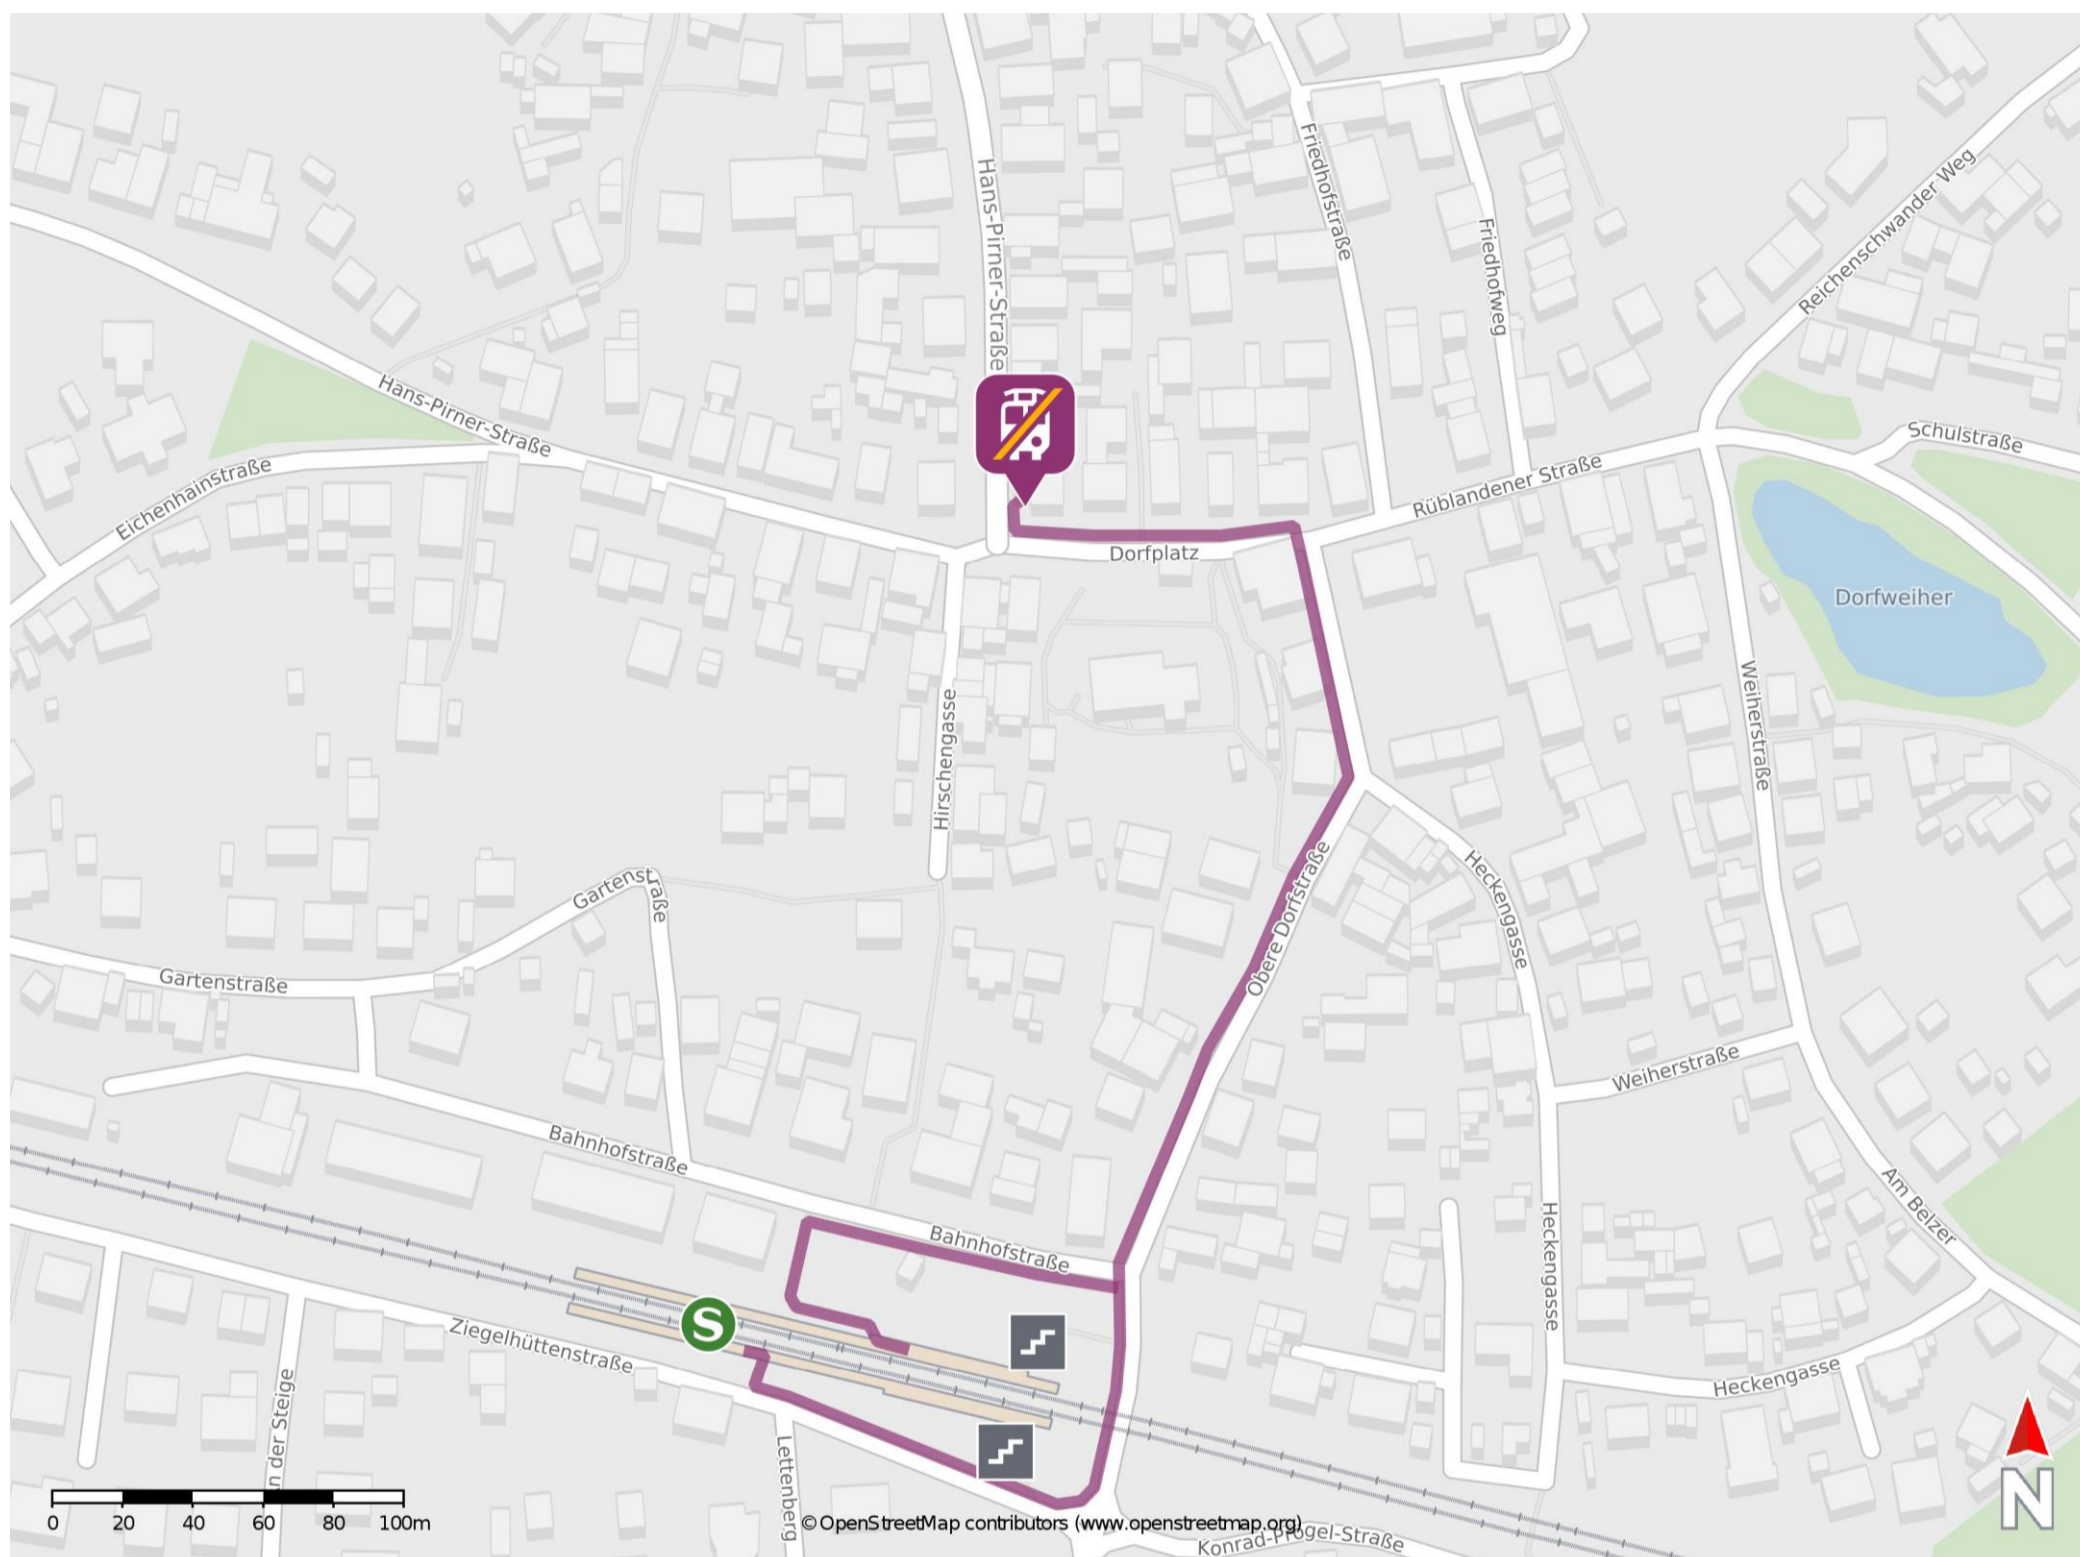 Friedhofstraße
Hans-Pirner-Straße
Reichenschwander Weg
Friedhofweg
Hans-Pirner-Straße
Schulstraße
Eichenhainstraße
Rüblandener Straße
Dorfplatz
Dorfweiher
Weiherstraße
Hirschengasse
Gartenstraße
Obere Dorfstraße
Heckengasse
Gartenstraße
Weiherstraße
Bahnhofstraße
Am Belzer
Bahnhofstraße
Heckengasse
S
Ziegelhüttenstraße
Heckengasse
n der Steige
Lettenberg
N
0 20 40 60 80 100m
©OpenStreetMap contributors (www.openstreetmap.org)
Konrad-Pröge​l-Straße